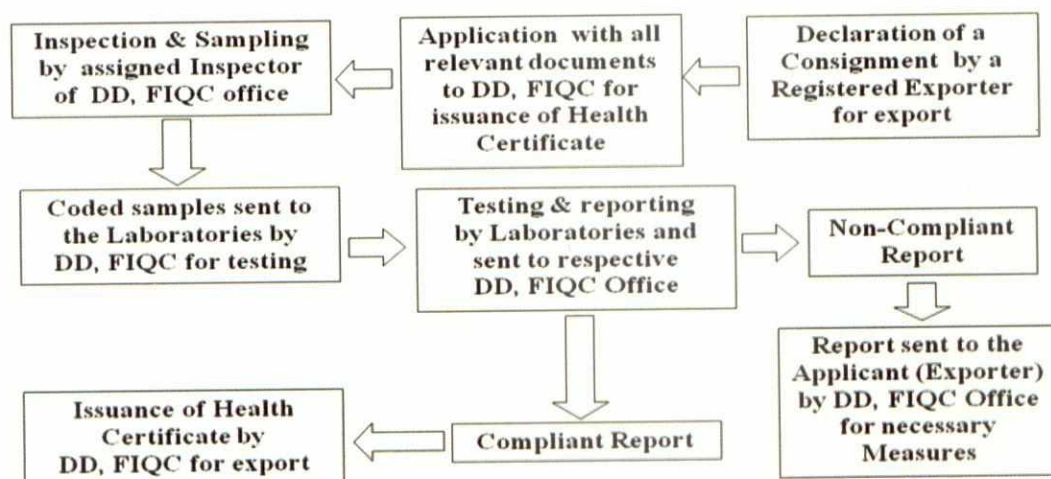 Declaration of a
Consignment by a
Registered Exporter
for export
Application with all
relevant documents
to DD, FIQC for
issuance of Health
Certificate
Inspection & Sampling
by assigned Inspector
of DD, FIQC office
Coded samples sent to
the Laboratories by
DD, FIQC for testing
Testing & reporting
by Laboratories and
sent to respective
DD, FIQC Office
Non-Compliant
Report
Report sent to the
Applicant (Exporter)
by DD, FIQC Office
for necessary
Measures
Compliant Report
Issuance of Health
Certificate by
DD, FIQC for export